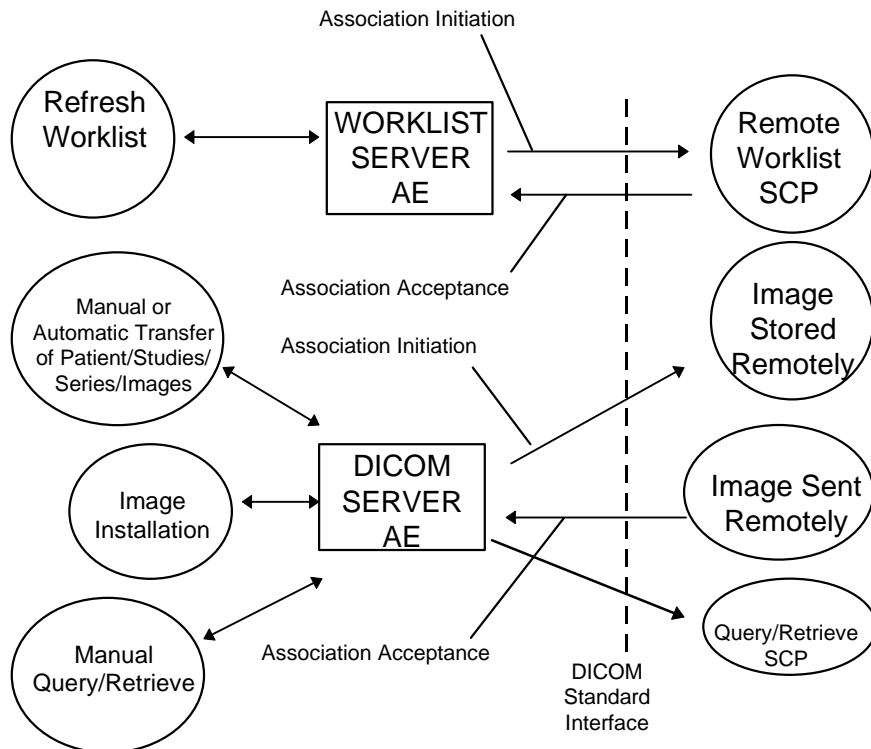 Association Initiation
Refresh
Worklist
WORKLIST
SERVER
AE
Remote
Worklist
SCP
Association Acceptance
Manual or
Automatic Transfer
of Patient/Studies/
Series/Images
Association Initiation
Image
Stored
Remotely
Image
Installation
DICOM
SERVER
AE
Image Sent
Remotely
Manual
Query/Retrieve
Association Acceptance
Query/Retrieve
SCP
DICOM
Standard
Interface